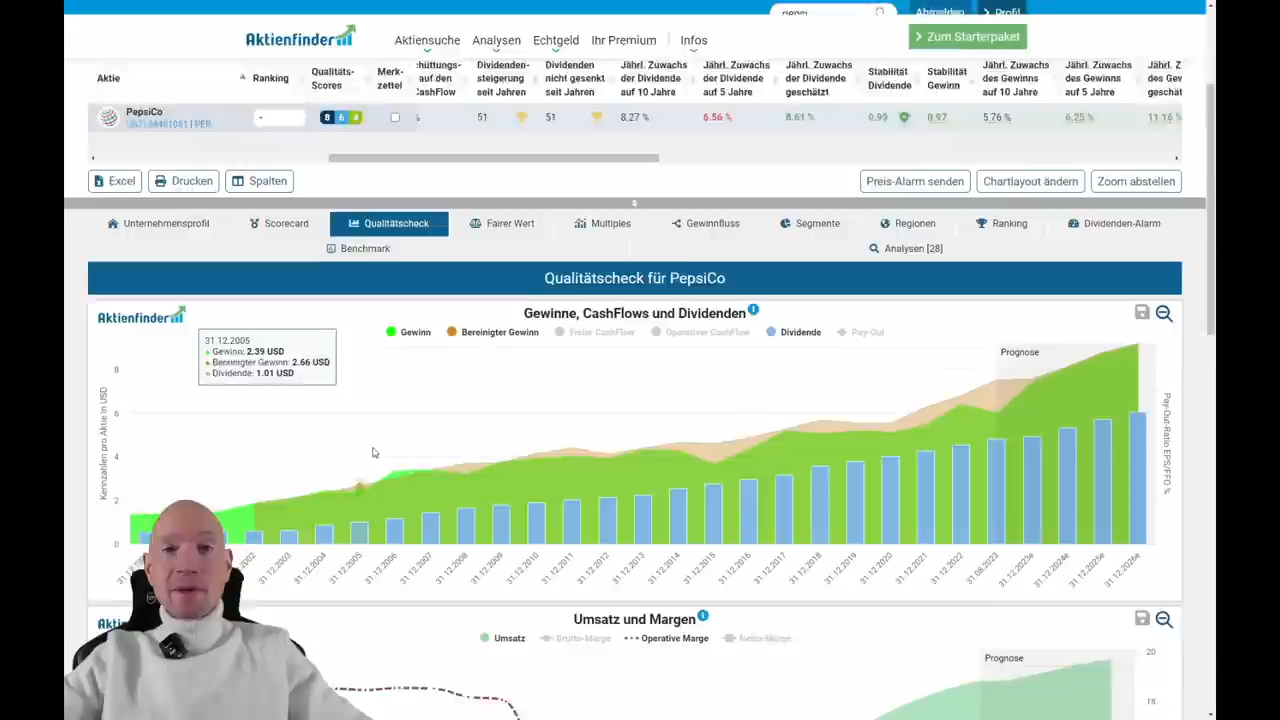 pepsi
Abmelden
Profil
Aktienfinder
Aktiensuche
Analysen
Echtgeld
Ihr Premium
Infos
Zum Starterpaket
Aktie
Ranking
Qualitäts-
Scores
Merk-
zettel
auf den
CashFlow
Dividenden-
steigerung
seit Jahren
Dividenden
nicht gesenkt
seit Jahren
Jährl. Zuwachs
der Dividende
auf 10 Jahre
Jährl. Zuwachs
der Dividende
auf 5 Jahre
Jährl. Zuwachs
der Dividende
geschätzt
Stabilität
Dividende
Stabilität
Gewinn
Jährl. Zuwachs
des Gewinns
auf 10 Jahre
Jährl. Zuwachs
des Gewinns
auf 5 Jahre
PepsiCo
-
8 6 4
%
51
51
8.27 %
6.56 %
8.61 %
0.99
0.97
5.76 %
6.25 %
11.16 %
Excel
Drucken
Spalten
Preis-Alarm senden
Chartlayout ändern
Zoom abstellen
Unternehmensprofil
Scorecard
Qualitätscheck
Fairer Wert
Multiples
Gewinnfluss
Segmente
Regionen
Ranking
Dividenden-Alarm
Benchmark
Analysen [28]
Qualitätscheck für PepsiCo
Aktienfinder
Gewinne, CashFlows und Dividenden
Gewinn
Bereinigter Gewinn
Freier CashFlow
Operativer CashFlow
Dividende
Pay-Out
31.12.2005
Gewinn: 2.39 USD
Bereinigter Gewinn: 2.66 USD
Dividende: 1.01 USD
Prognose
Kennzahlen pro Aktie in USD
8
6
4
2
0
Pay-Out-Ratio EPS/FFO %
31.12.2002
31.12.2003
31.12.2004
31.12.2005
31.12.2006
31.12.2007
31.12.2008
31.12.2009
31.12.2010
31.12.2011
31.12.2012
31.12.2013
31.12.2014
31.12.2015
31.12.2016
31.12.2017
31.12.2018
31.12.2019
31.12.2020
31.12.2021
31.12.2022
31.08.2023
31.12.2023e
31.12.2024e
31.12.2025e
31.12.2026e
Umsatz und Margen
Umsatz
Brutto-Marge
Operative Marge
Netto-Marge
Prognose
20
15